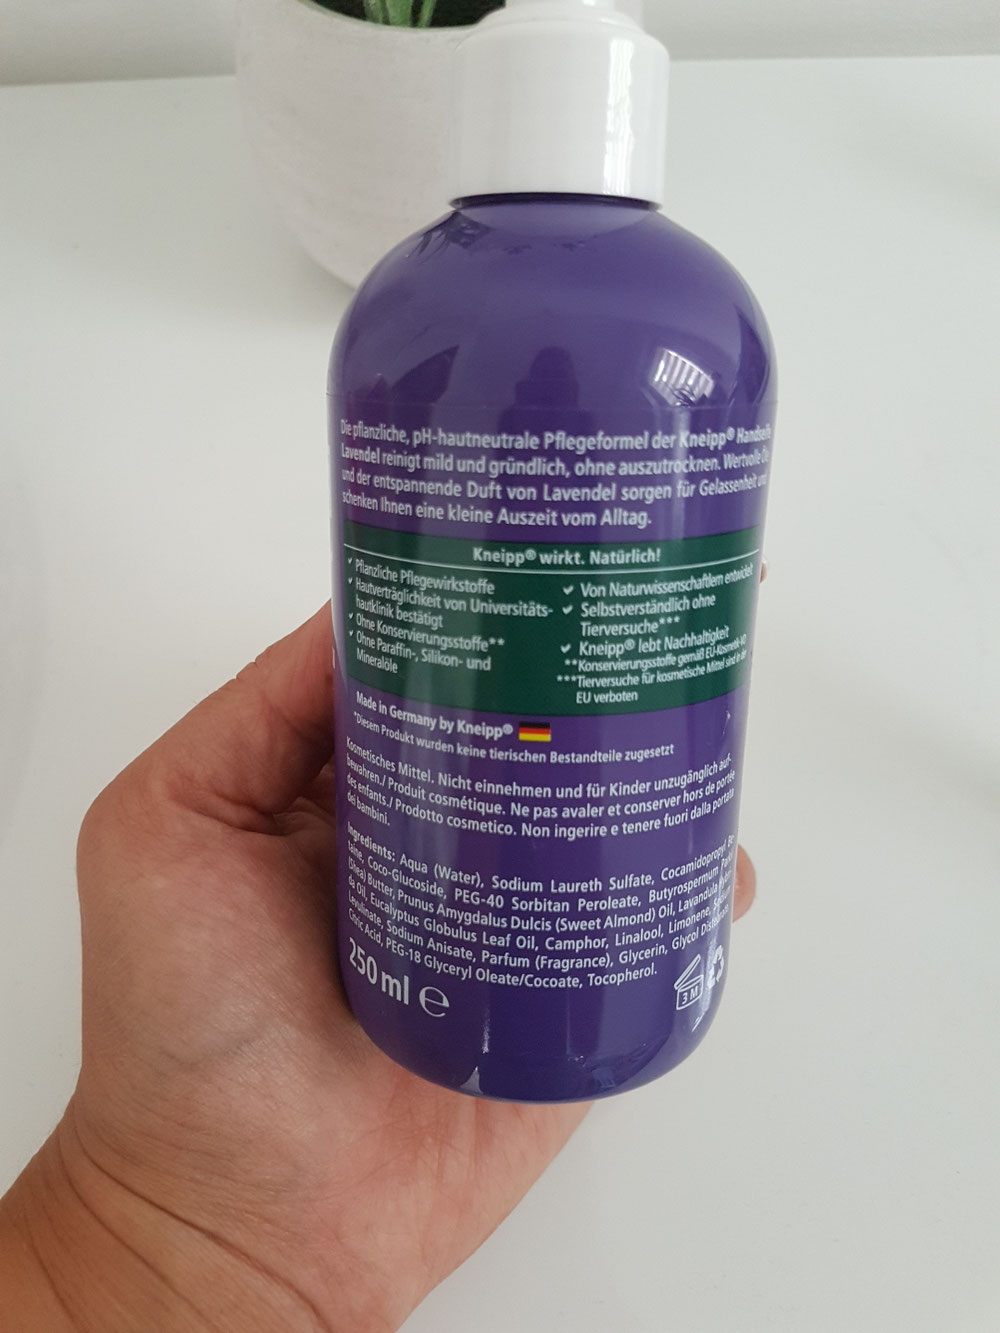 Die pflanzliche, pH-hautneutrale Pflegeformel der Kneipp® Handseife
Lavendel reinigt mild und gründlich, ohne auszutrocknen. Wertvolle Öle
und der entspannende Duft von Lavendel sorgen für Gelassenheit und
schenken Ihnen eine kleine Auszeit vom Alltag.
Kneipp® wirkt. Natürlich!
✓ Pflanzliche Pflegewirkstoffe
✓ Hautverträglichkeit von Universitäts-
hautklinik bestätigt
✓ Ohne Konservierungsstoffe**
✓ Ohne Paraffin-, Silikon- und
Mineralöle
✓ Von Naturwissenschaftlern entwickelt
✓ Selbstverständlich ohne
Tierversuche***
✓ Kneipp® lebt Nachhaltigkeit
**Konservierungsstoffe gemäß EU-Kosmetik-VO
***Tierversuche für kosmetische Mittel sind in der
EU verboten
Made in Germany by Kneipp®
*Diesem Produkt wurden keine tierischen Bestandteile zugesetzt
Kosmetisches Mittel. Nicht einnehmen und für Kinder unzugänglich auf-
bewahren./ Produit cosmétique. Ne pas avaler et conserver hors de portée
des enfants./ Prodotto cosmetico. Non ingerire e tenere fuori dalla portata
dei bambini.
Ingredients: Aqua (Water), Sodium Laureth Sulfate, Cocamidopropyl Be-
taine, Coco-Glucoside, PEG-40 Sorbitan Peroleate, Butyrospermum Parkii
(Shea) Butter, Prunus Amygdalus Dulcis (Sweet Almond) Oil, Lavandula
da Oil, Eucalyptus Globulus Leaf Oil, Camphor, Linalool, Limonene, Sodium
Levulinate, Sodium Anisate, Parfum (Fragrance), Glycerin, Glycol Distearate,
Citric Acid, PEG-18 Glyceryl Oleate/Cocoate, Tocopherol.
250 ml ℮
3 M